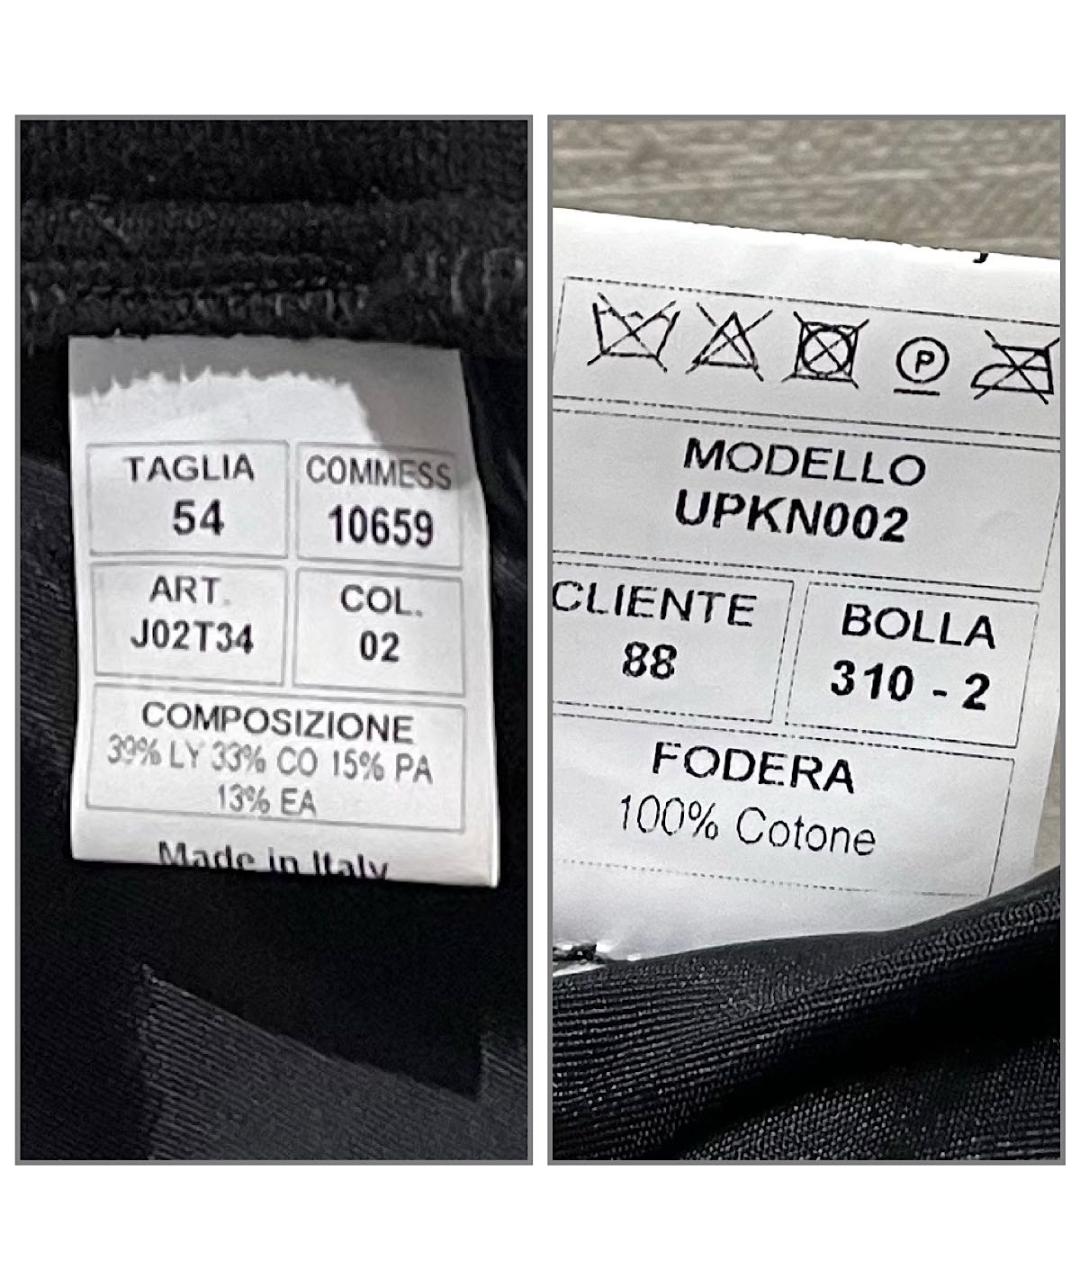 TAGLIA
54
COMMESS
10659
ART.
J02T34
COL.
02
COMPOSIZIONE
39% LY 33% CO 15% PA
13% EA
Made in Italy
P
MODELLO
UPKN002
CLIENTE
88
BOLLA
310 - 2
FODERA
100% Cotone